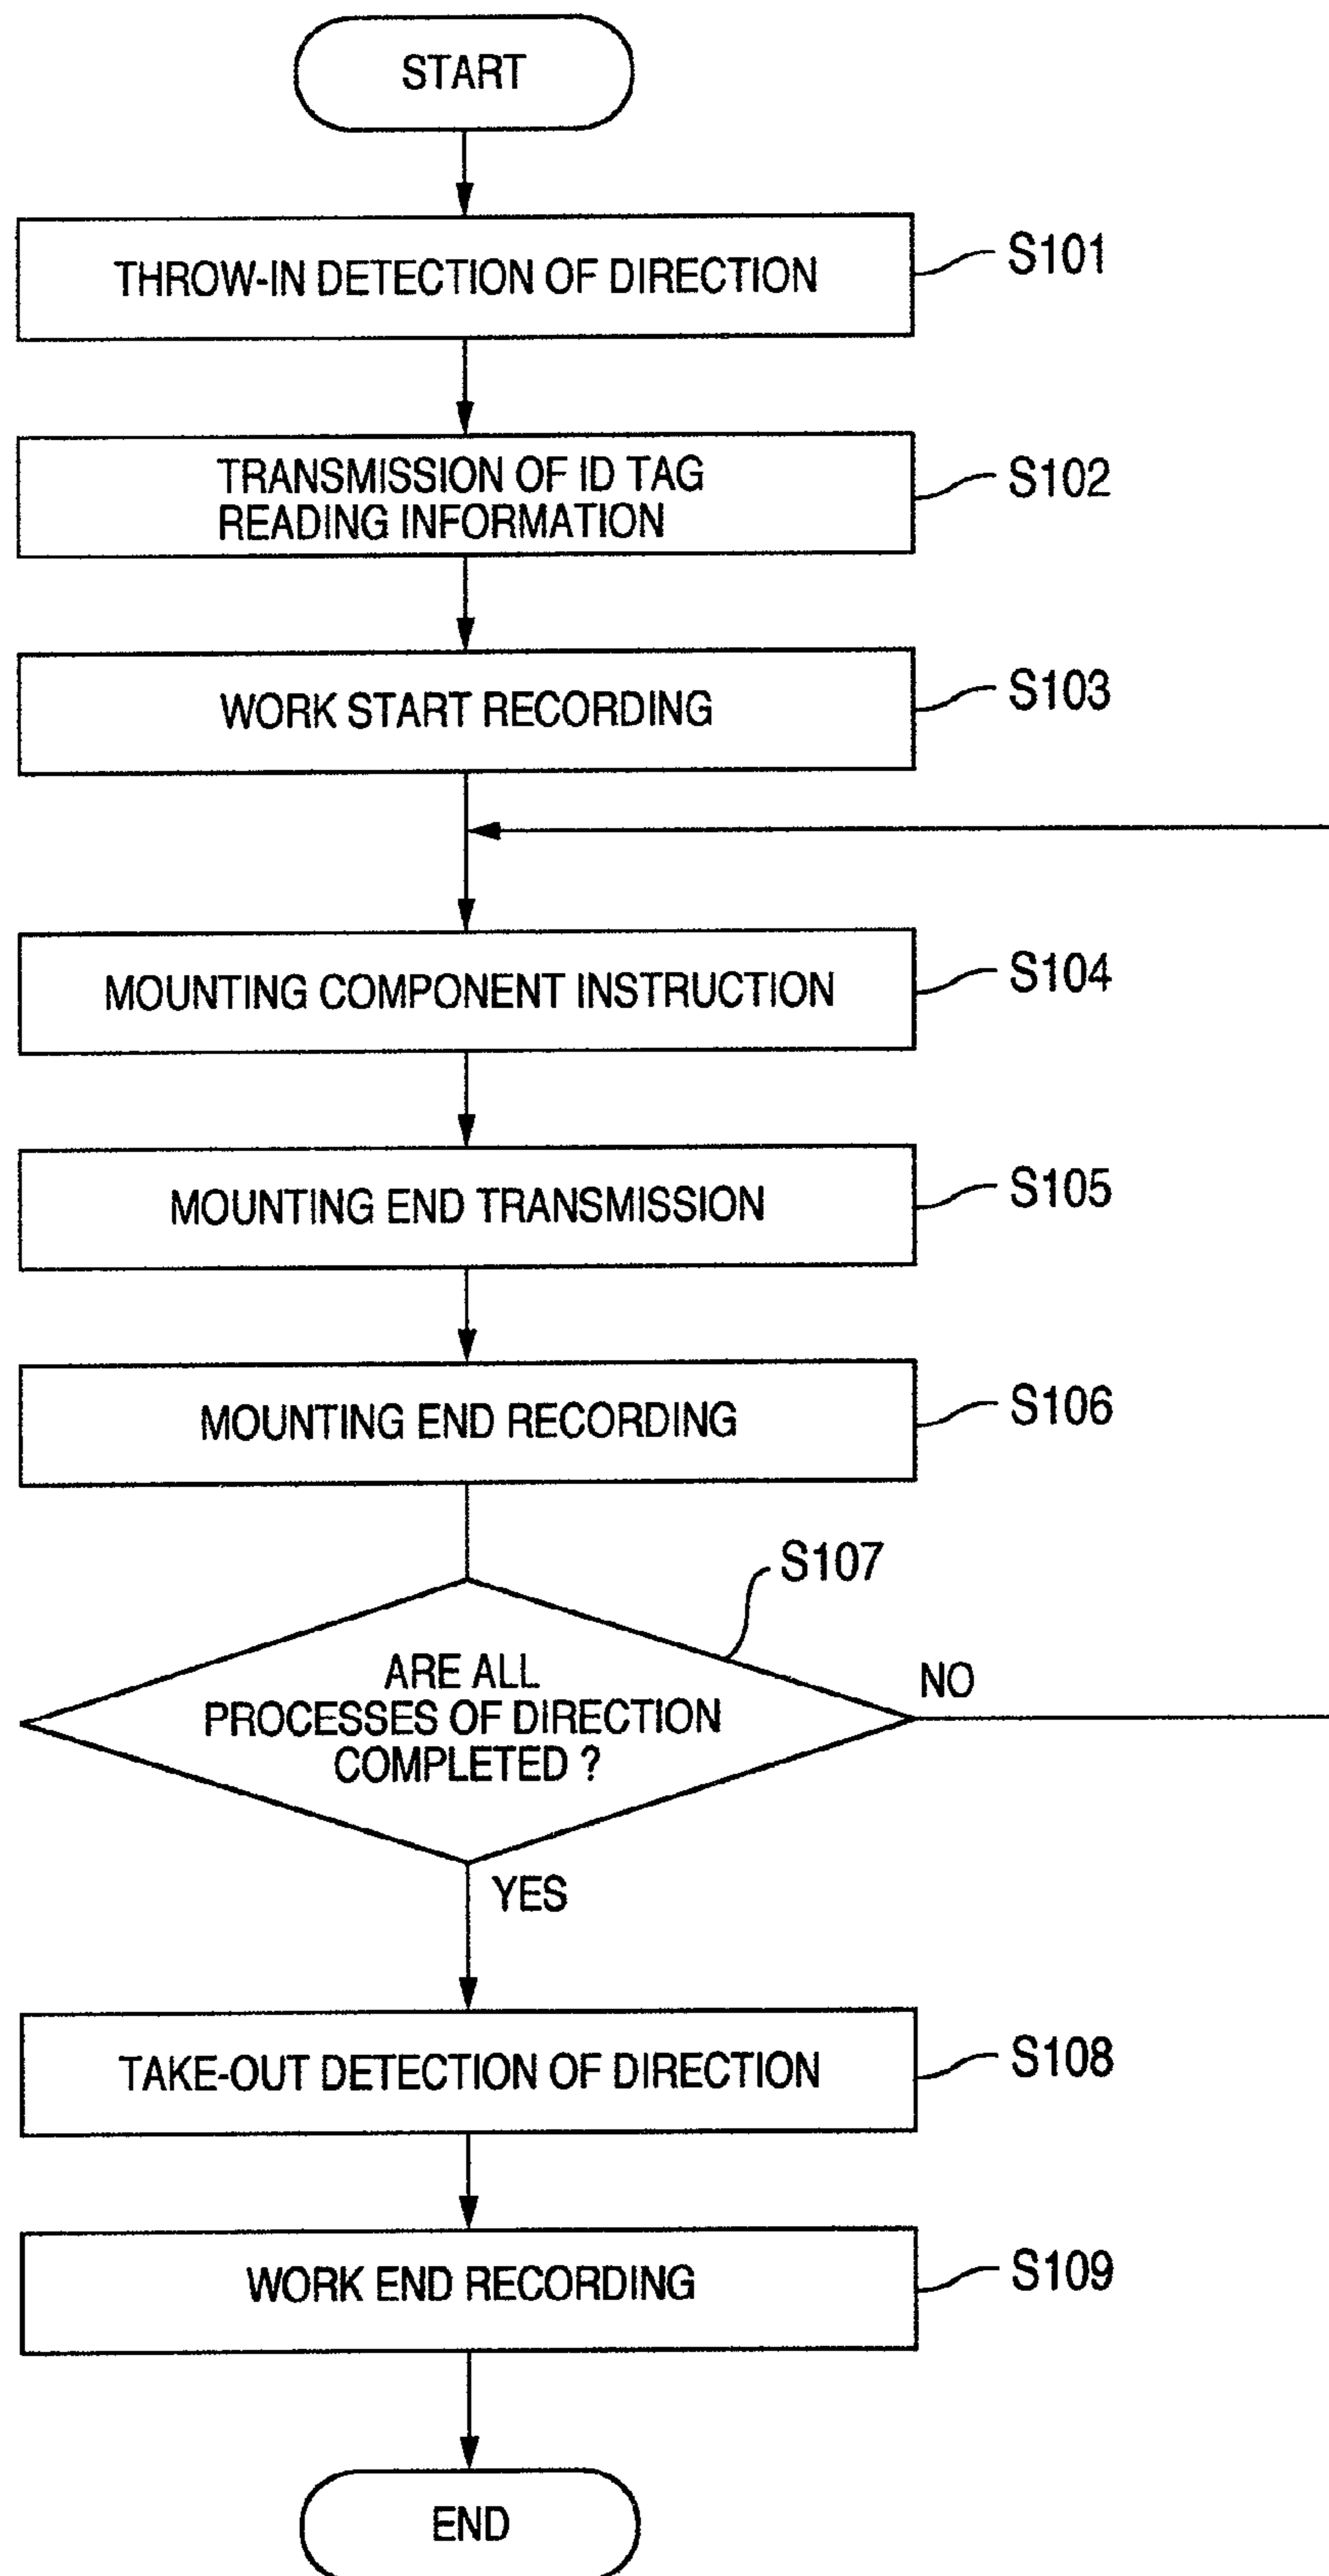 START
THROW-IN DETECTION OF DIRECTION
S101
TRANSMISSION OF ID TAG
READING INFORMATION
S102
WORK START RECORDING
S103
MOUNTING COMPONENT INSTRUCTION
S104
MOUNTING END TRANSMISSION
S105
MOUNTING END RECORDING
S106
S107
ARE ALL
PROCESSES OF DIRECTION
COMPLETED ?
NO
YES
TAKE-OUT DETECTION OF DIRECTION
S108
WORK END RECORDING
S109
END